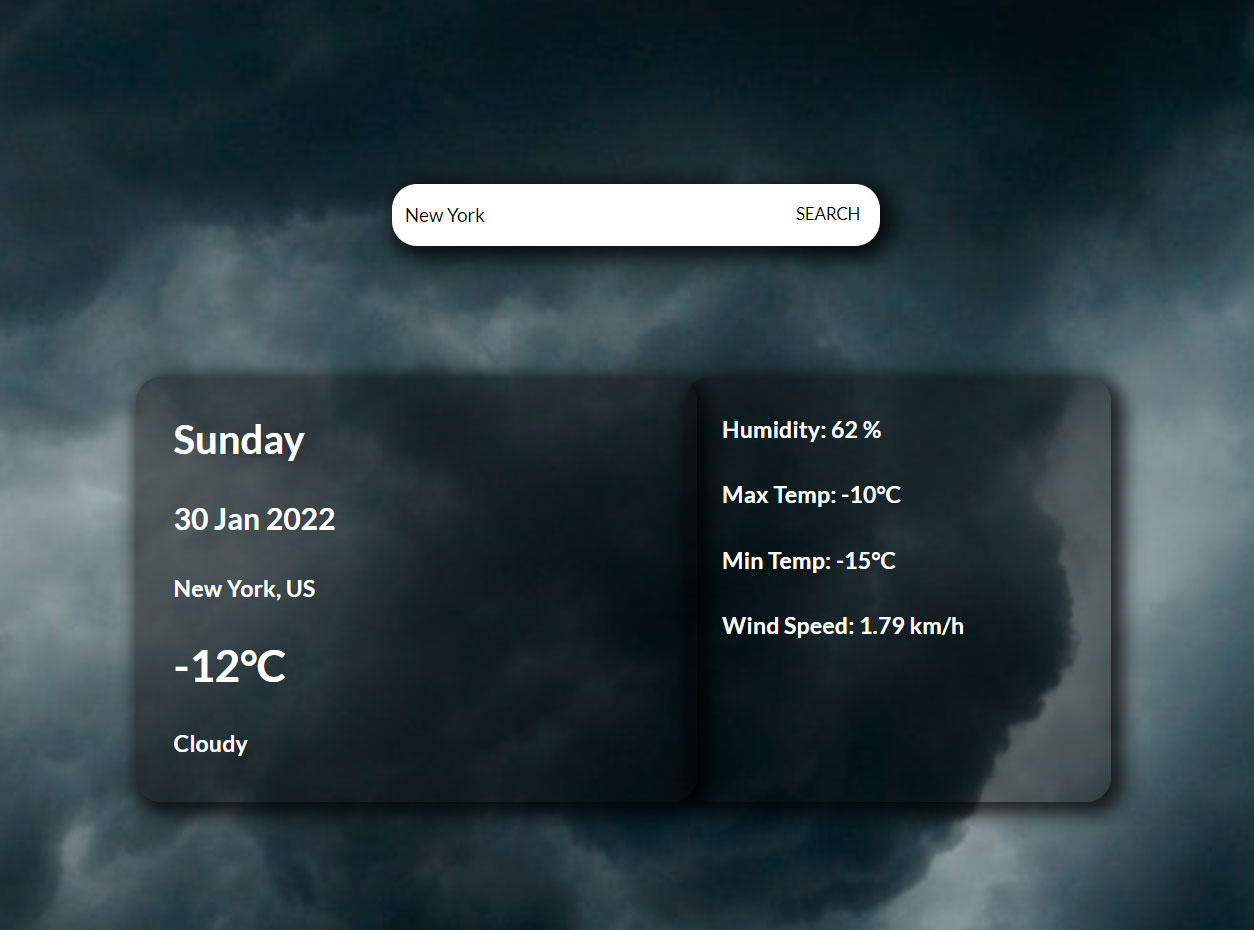 New York
SEARCH
Sunday
30 Jan 2022
New York, US
-12°C
Cloudy
Humidity: 62 %
Max Temp: -10°C
Min Temp: -15°C
Wind Speed: 1.79 km/h